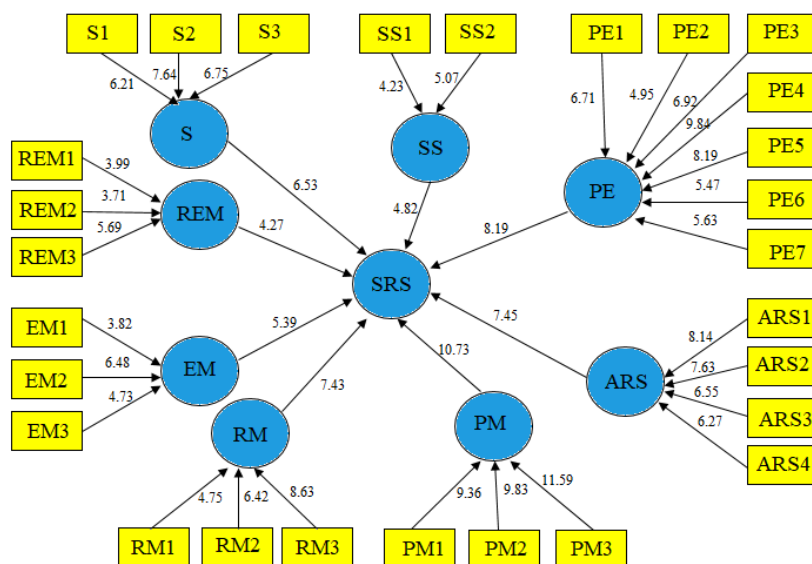 S1
S2
S3
SS1
SS2
PE1
PE2
PE3
6.21
7.64
6.75
4.23
5.07
6.71
4.95
6.92
PE4
9.84
S
SS
PE5
8.19
REM1
3.99
PE
PE6
5.47
REM2
3.71
REM
6.53
4.82
5.63
PE7
REM3
5.69
4.27
8.19
SRS
EM1
3.82
5.39
7.45
ARS1
8.14
EM2
6.48
EM
10.73
ARS
7.63
ARS2
EM3
4.73
7.43
6.55
ARS3
RM
PM
6.27
ARS4
4.75
6.42
8.63
9.36
9.83
11.59
RM1
RM2
RM3
PM1
PM2
PM3